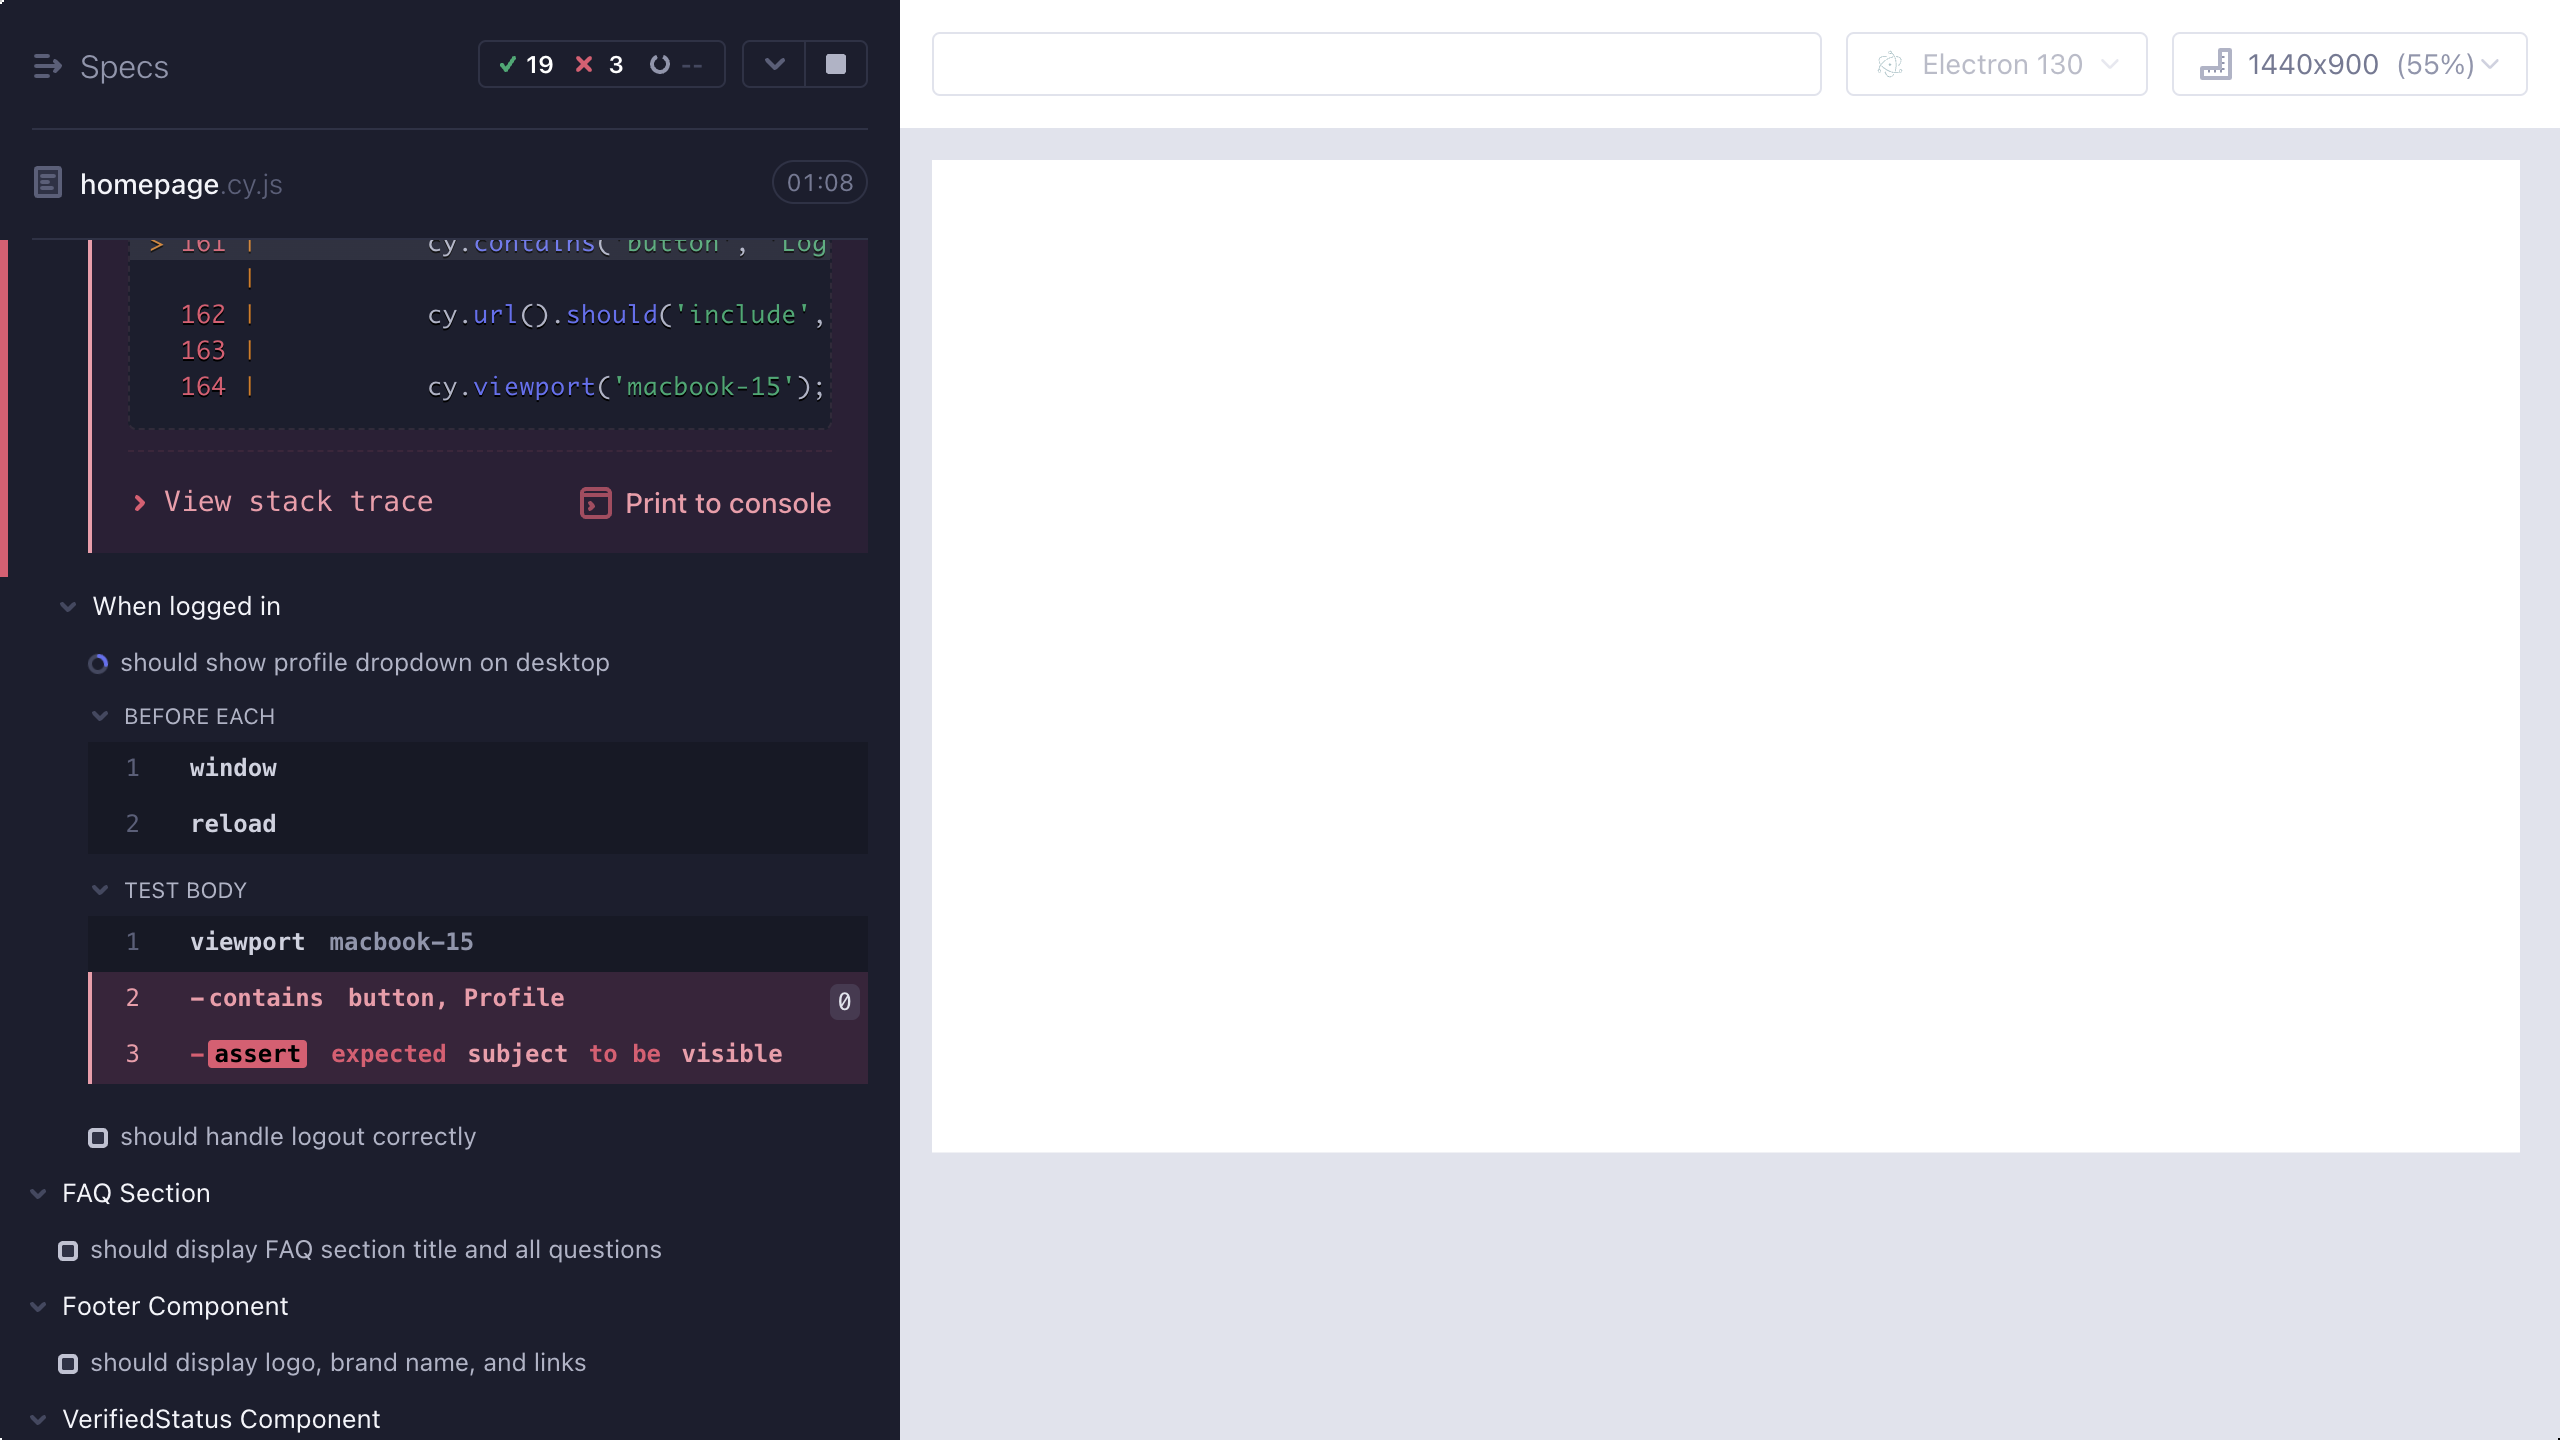 Specs
19 3 --
Electron 130
1440x900 (55%)
homepage.cy.js
01:08
> 161 | cy.contains('button', 'Log
|
162 | cy.url().should('include',
163 |
164 | cy.viewport('macbook-15');
View stack trace
Print to console
When logged in
should show profile dropdown on desktop
BEFORE EACH
1 window
2 reload
TEST BODY
1 viewport macbook-15
2 -contains button, Profile 0
3 -assert expected subject to be visible
should handle logout correctly
FAQ Section
should display FAQ section title and all questions
Footer Component
should display logo, brand name, and links
VerifiedStatus Component